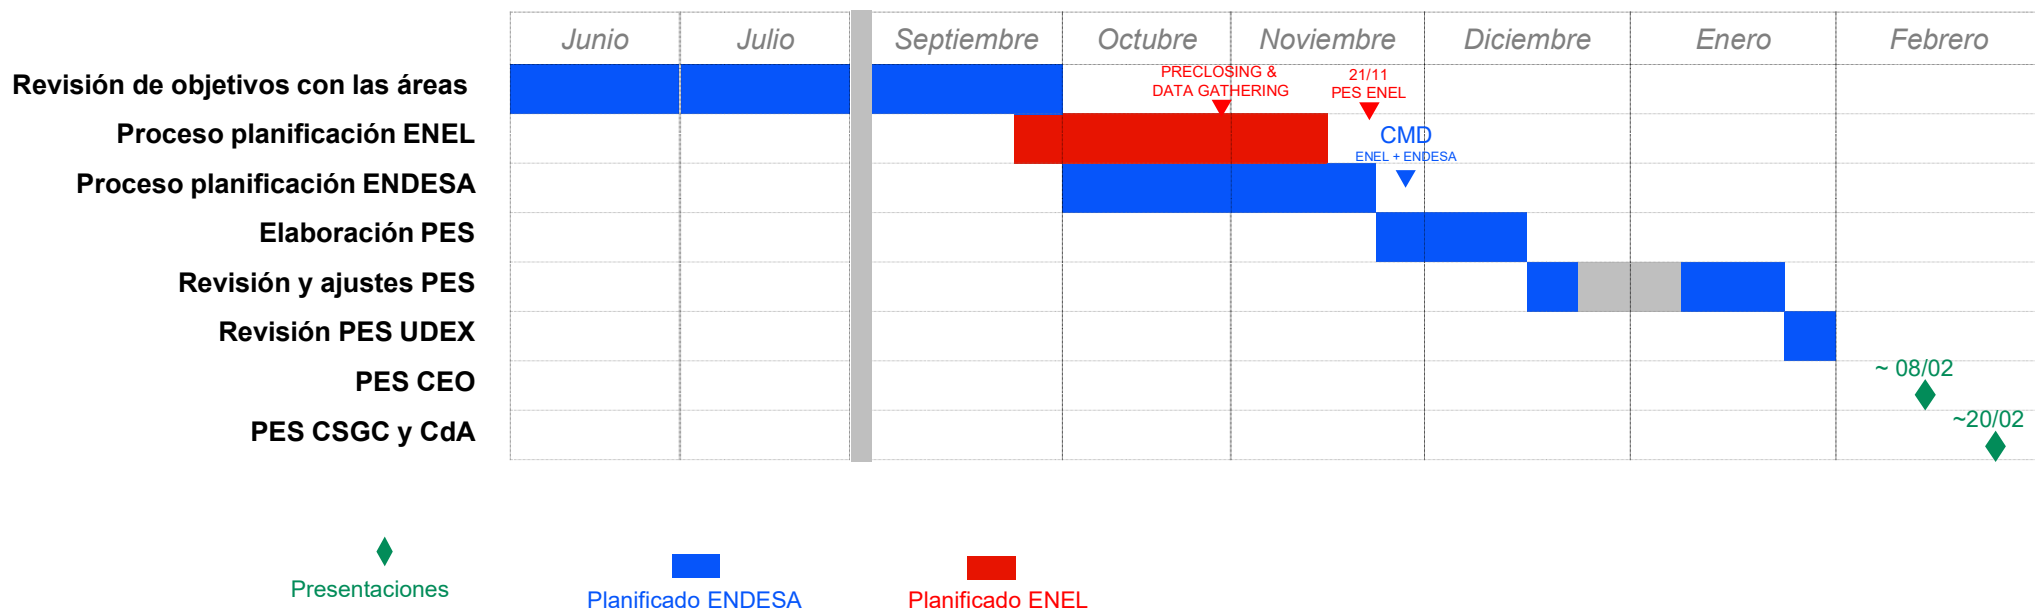 Junio Julio Septiembre Octubre Noviembre Diciembre Enero Febrero
Revisión de objetivos con las áreas
PRECLOSING &
DATA GATHERING
21/11
PES ENEL
Proceso planificación ENEL
CMD
ENEL + ENDESA
Proceso planificación ENDESA
Elaboración PES
Revisión y ajustes PES
Revisión PES UDEX
PES CEO
~ 08/02
PES CSGC y CdA
~20/02
Presentaciones
Planificado ENDESA
Planificado ENEL